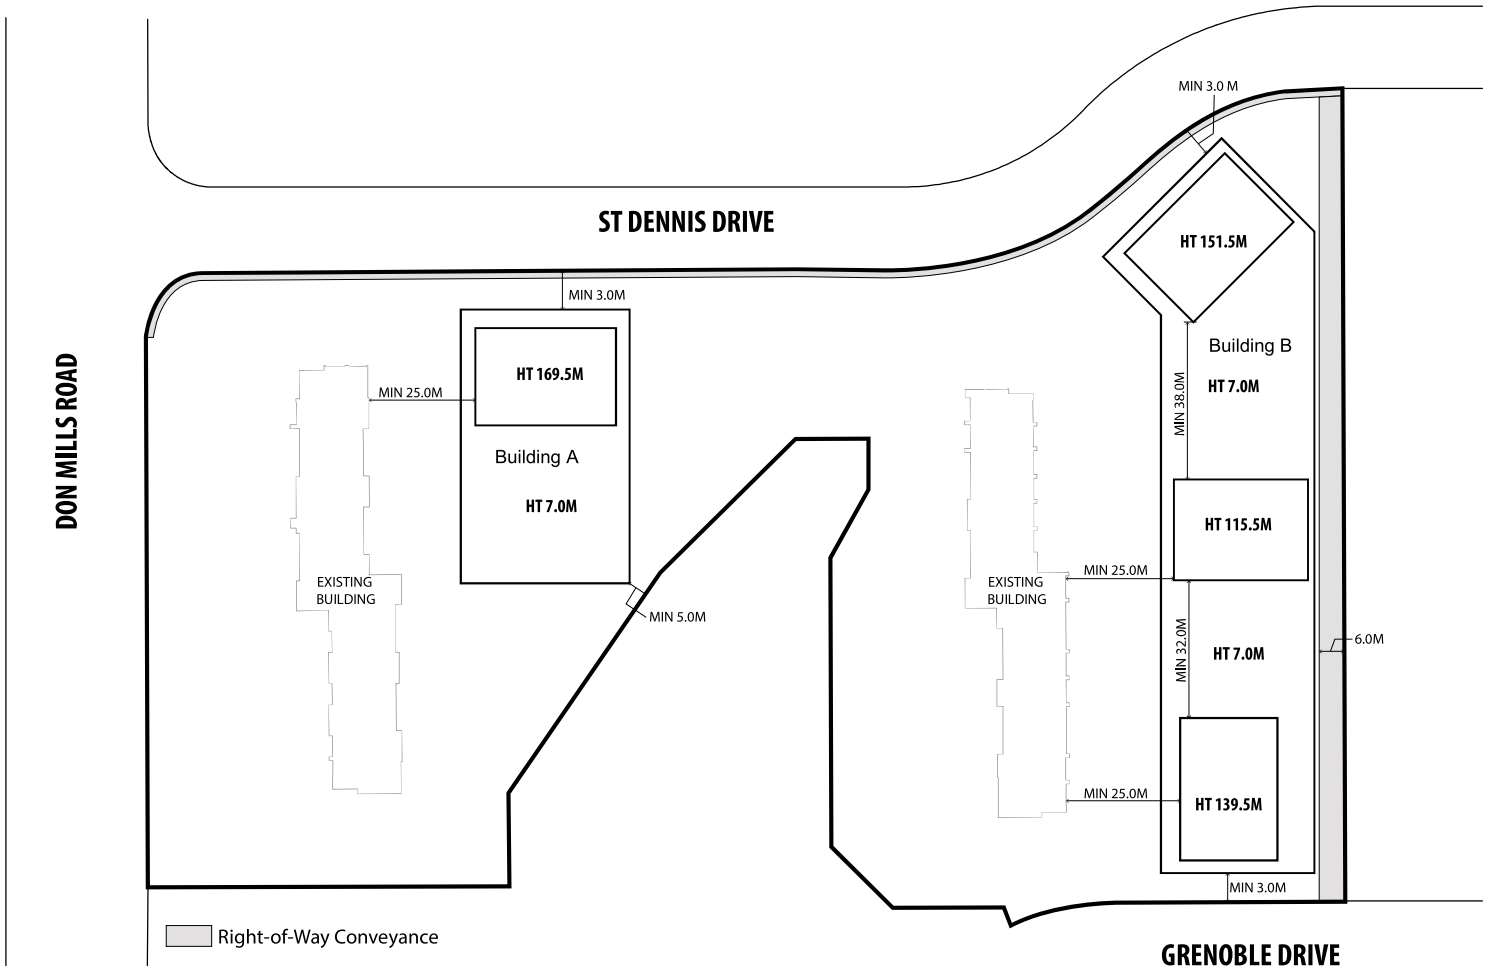 MIN 3.0 M
ST DENNIS DRIVE
HT 151.5M
MIN 3.0M
Building B
HT 169.5M
HT 7.0M
MIN 25.0M
MIN 38.0M
DON MILLS ROAD
Building A
HT 7.0M
HT 115.5M
MIN 25.0M
EXISTING
BUILDING
EXISTING
BUILDING
MIN 5.0M
MIN 32.0M
HT 7.0M
6.0M
MIN 25.0M
HT 139.5M
MIN 3.0M
Right-of-Way Conveyance
GRENOBLE DRIVE